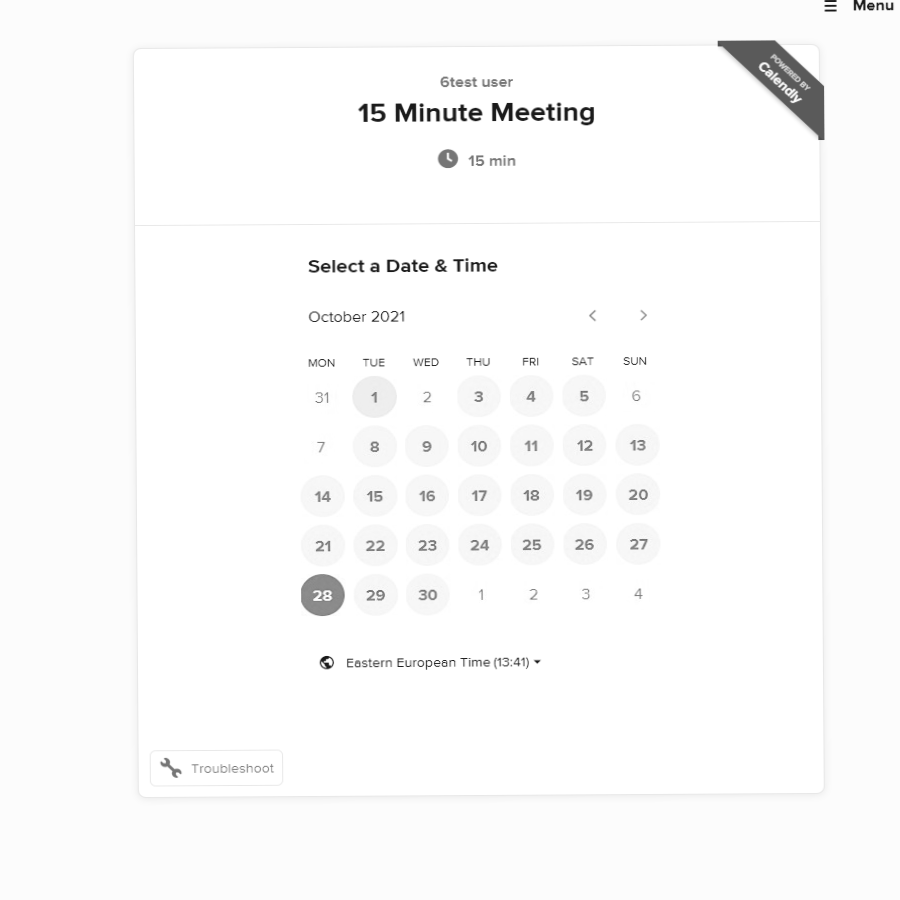 ☰ Menu
POWERED BY
Calendly
6test user
15 Minute Meeting
15 min
Select a Date & Time
October 2021
MON TUE WED THU FRI SAT SUN
31 1 2 3 4 5 6
7 8 9 10 11 12 13
14 15 16 17 18 19 20
21 22 23 24 25 26 27
28 29 30 1 2 3 4
Eastern European Time (13:41)
Troubleshoot